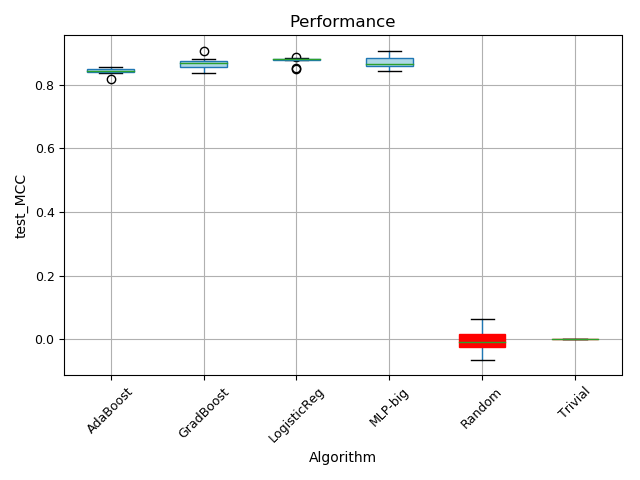 Performance
test_MCC
0.8
0.6
0.4
0.2
0.0
AdaBoost
GradBoost
LogisticReg
MLP-big
Random
Trivial
Algorithm